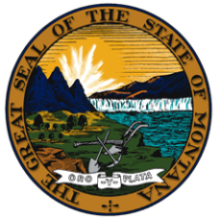 THE GREAT SEAL OF THE STATE OF MONTANA
ORO Y PLATA